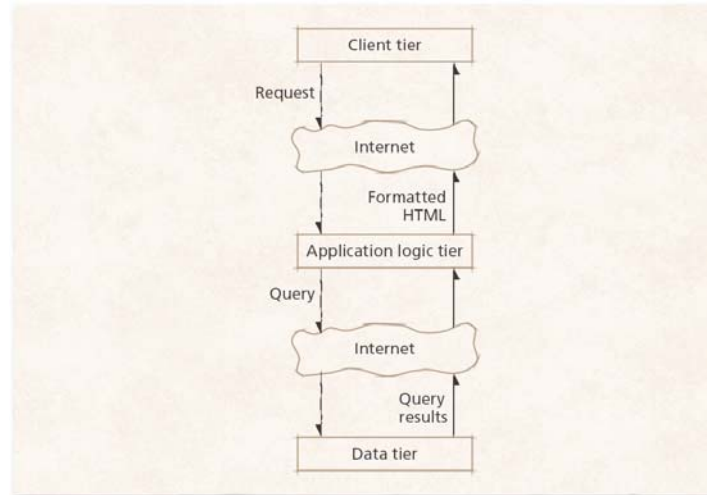 Client tier
Request
Internet
Formatted
HTML
Application logic tier
Query
Internet
Query
results
Data tier